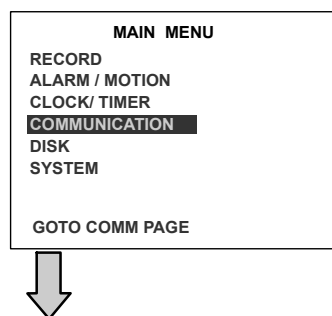 MAIN MENU
RECORD
ALARM / MOTION
CLOCK/ TIMER
COMMUNICATION
DISK
SYSTEM
GOTO COMM PAGE